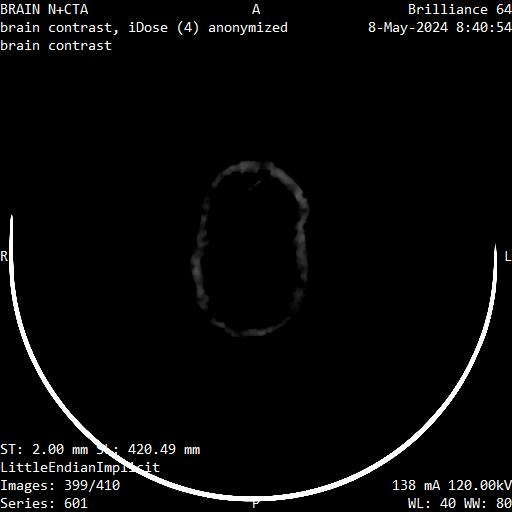 BRAIN N+CTA A Brilliance 64
brain contrast, iDose (4) anonymized 8-May-2024 8:40:54
brain contrast
R L
ST: 2.00 mm SL: 420.49 mm
LittleEndianImplicit
Images: 399/410 138 mA 120.00kV
Series: 601 P WL: 40 WW: 80